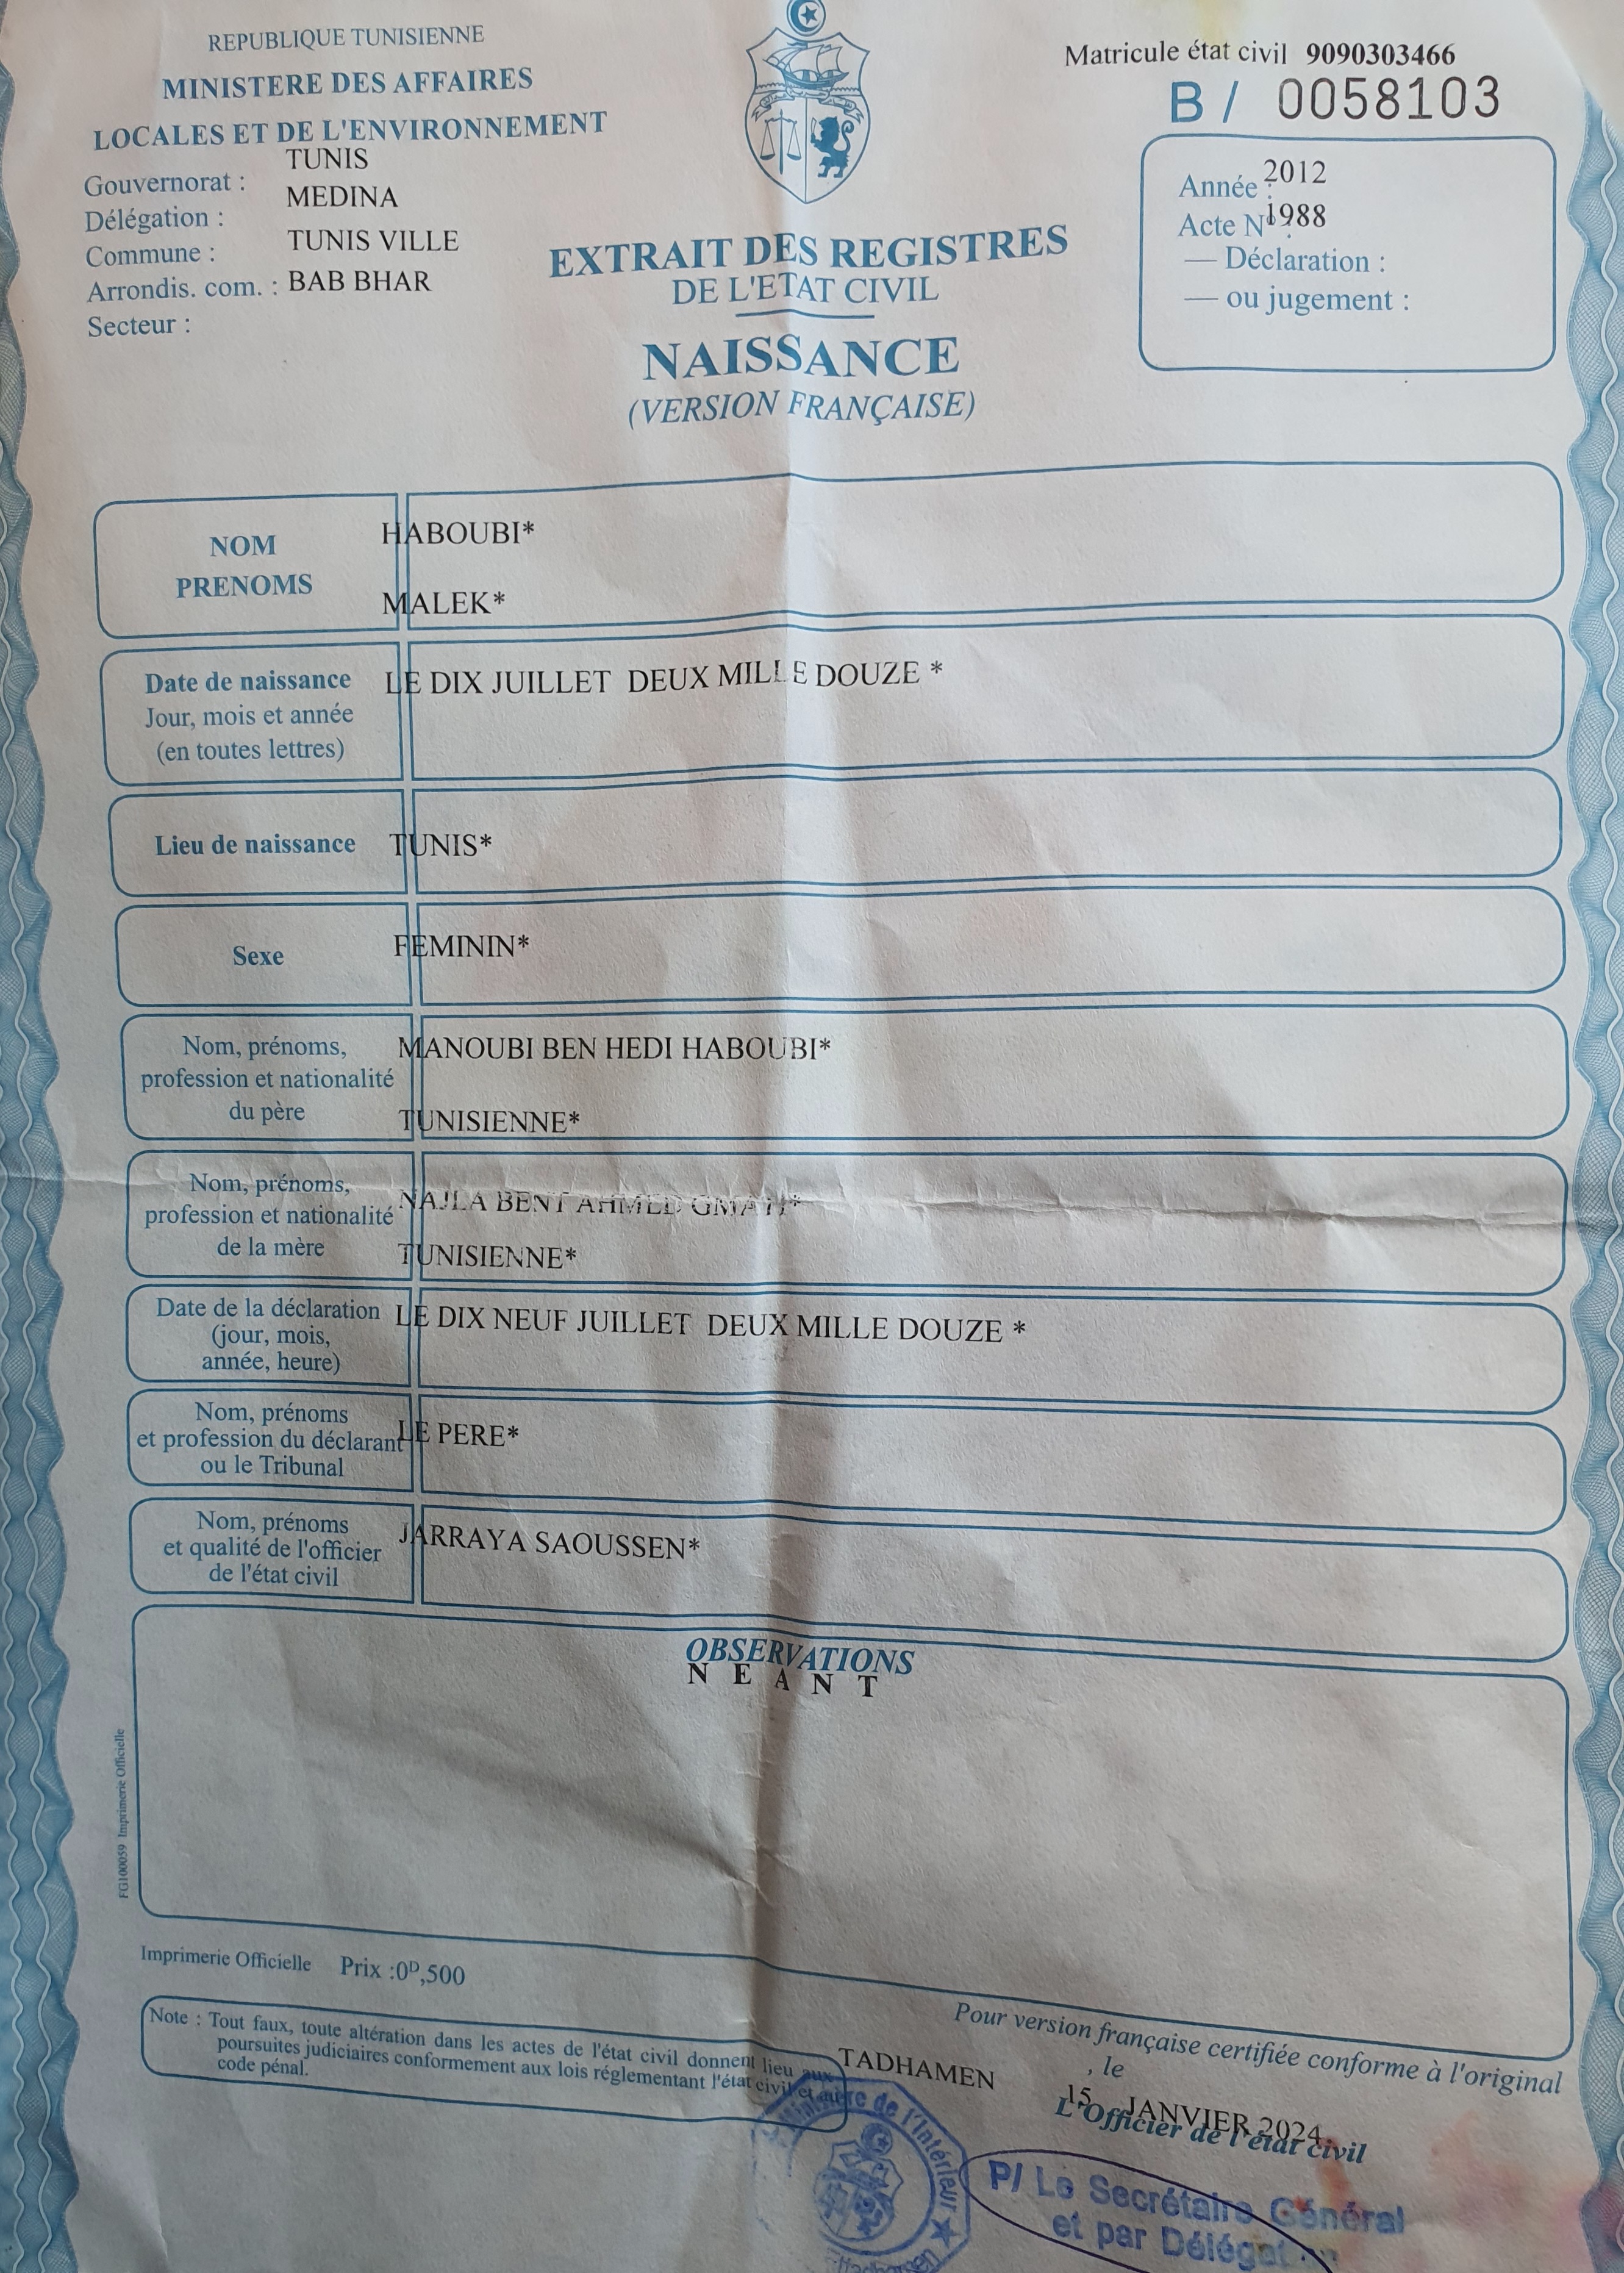 REPUBLIQUE TUNISIENNE
MINISTERE DES AFFAIRES
LOCALES ET DE L'ENVIRONNEMENT
Gouvernorat : TUNIS
Délégation : MEDINA
Commune : TUNIS VILLE
Arrondis. com. : BAB BHAR
Secteur :
Matricule état civil 9090303466
B / 0058103
Année : 2012
Acte N° 1988
— Déclaration :
— ou jugement :
EXTRAIT DES REGISTRES
DE L'ETAT CIVIL
NAISSANCE
(VERSION FRANÇAISE)
NOM HABOUBI*
PRENOMS MALEK*
Date de naissance LE DIX JUILLET DEUX MILLE DOUZE *
Jour, mois et année
(en toutes lettres)
Lieu de naissance TUNIS*
Sexe FEMININ*
Nom, prénoms, MANOUBI BEN HEDI HABOUBI*
profession et nationalité
du père TUNISIENNE*
Nom, prénoms, NAJLA BENT AHMED
profession et nationalité
de la mère TUNISIENNE*
Date de la déclaration LE DIX NEUF JUILLET DEUX MILLE DOUZE *
(jour, mois,
année, heure)
Nom, prénoms
et profession du déclarant LE PERE*
ou le Tribunal
Nom, prénoms JARRAYA SAOUSSEN*
et qualité de l'officier
de l'état civil
OBSERVATIONS
N E A N T
FG100059 Imprimerie Officielle
Imprimerie Officielle Prix :0ᴰ,500
Note : Tout faux, toute altération dans les actes de l'état civil donnent lieu aux
poursuites judiciaires conformement aux lois réglementant l'état civil et au
code pénal.
Pour version française certifiée conforme à l'original
TADHAMEN , le
15 JANVIER 2024
L'Officier de l'état civil
Ministère de l'Intérieur
P/ Le Secrétaire Général
et par